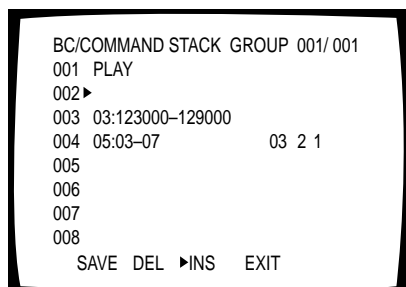 BC/COMMAND STACK GROUP 001/001
001 PLAY
002▶
003 03:123000–129000
004 05:03–07 03 2 1
005
006
007
008
SAVE DEL ▶INS EXIT